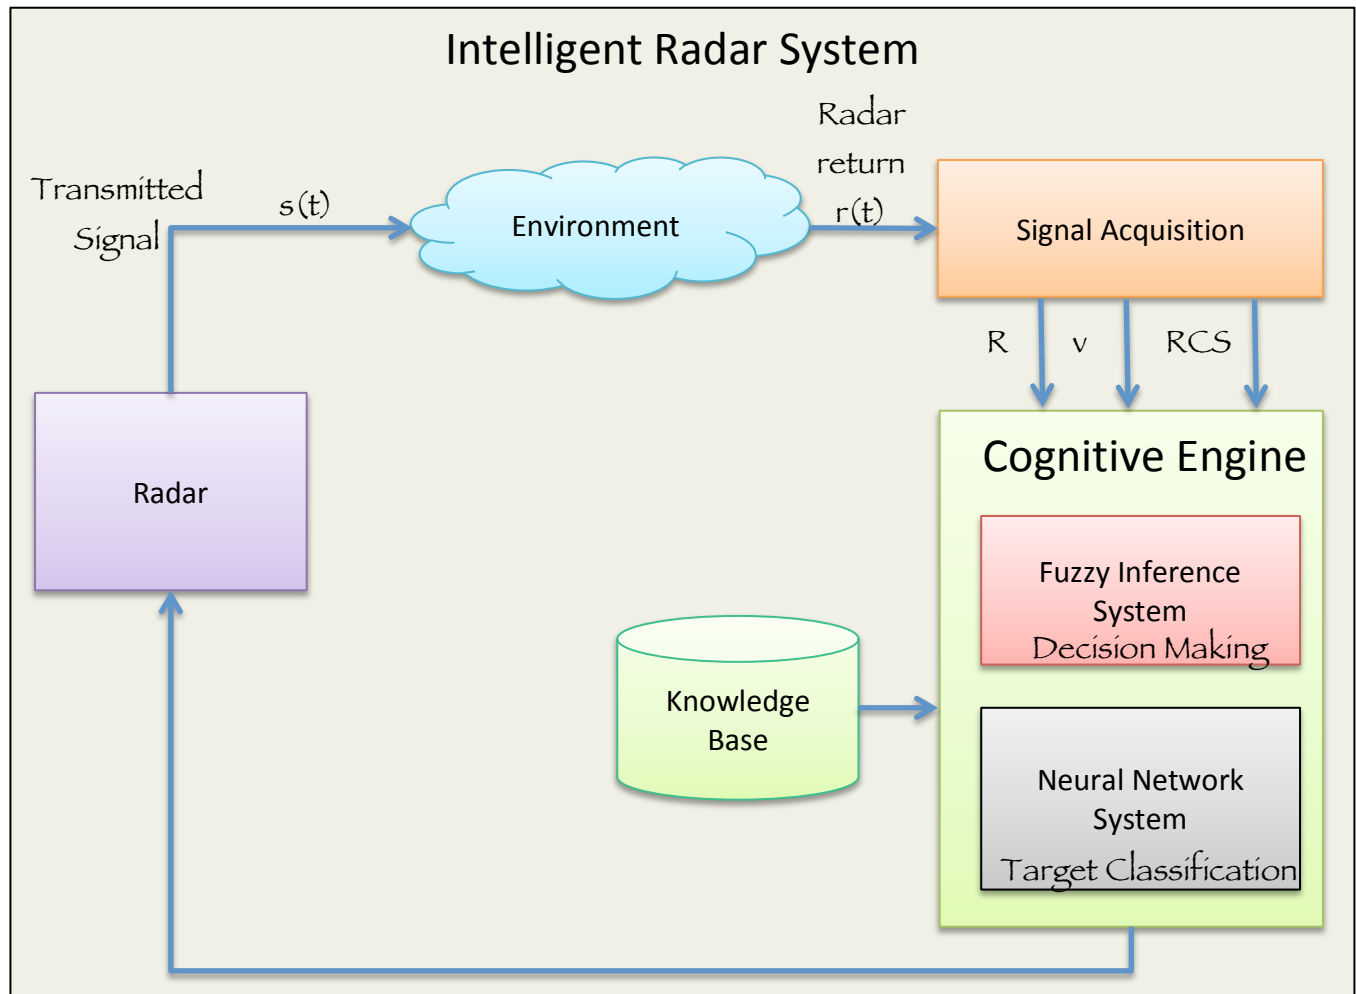 Intelligent Radar System
Transmitted
Signal
s(t)
Environment
Radar
return
r(t)
Signal Acquisition
R
v
RCS
Radar
Cognitive Engine
Fuzzy Inference
System
Decision Making
Knowledge
Base
Neural Network
System
Target Classification